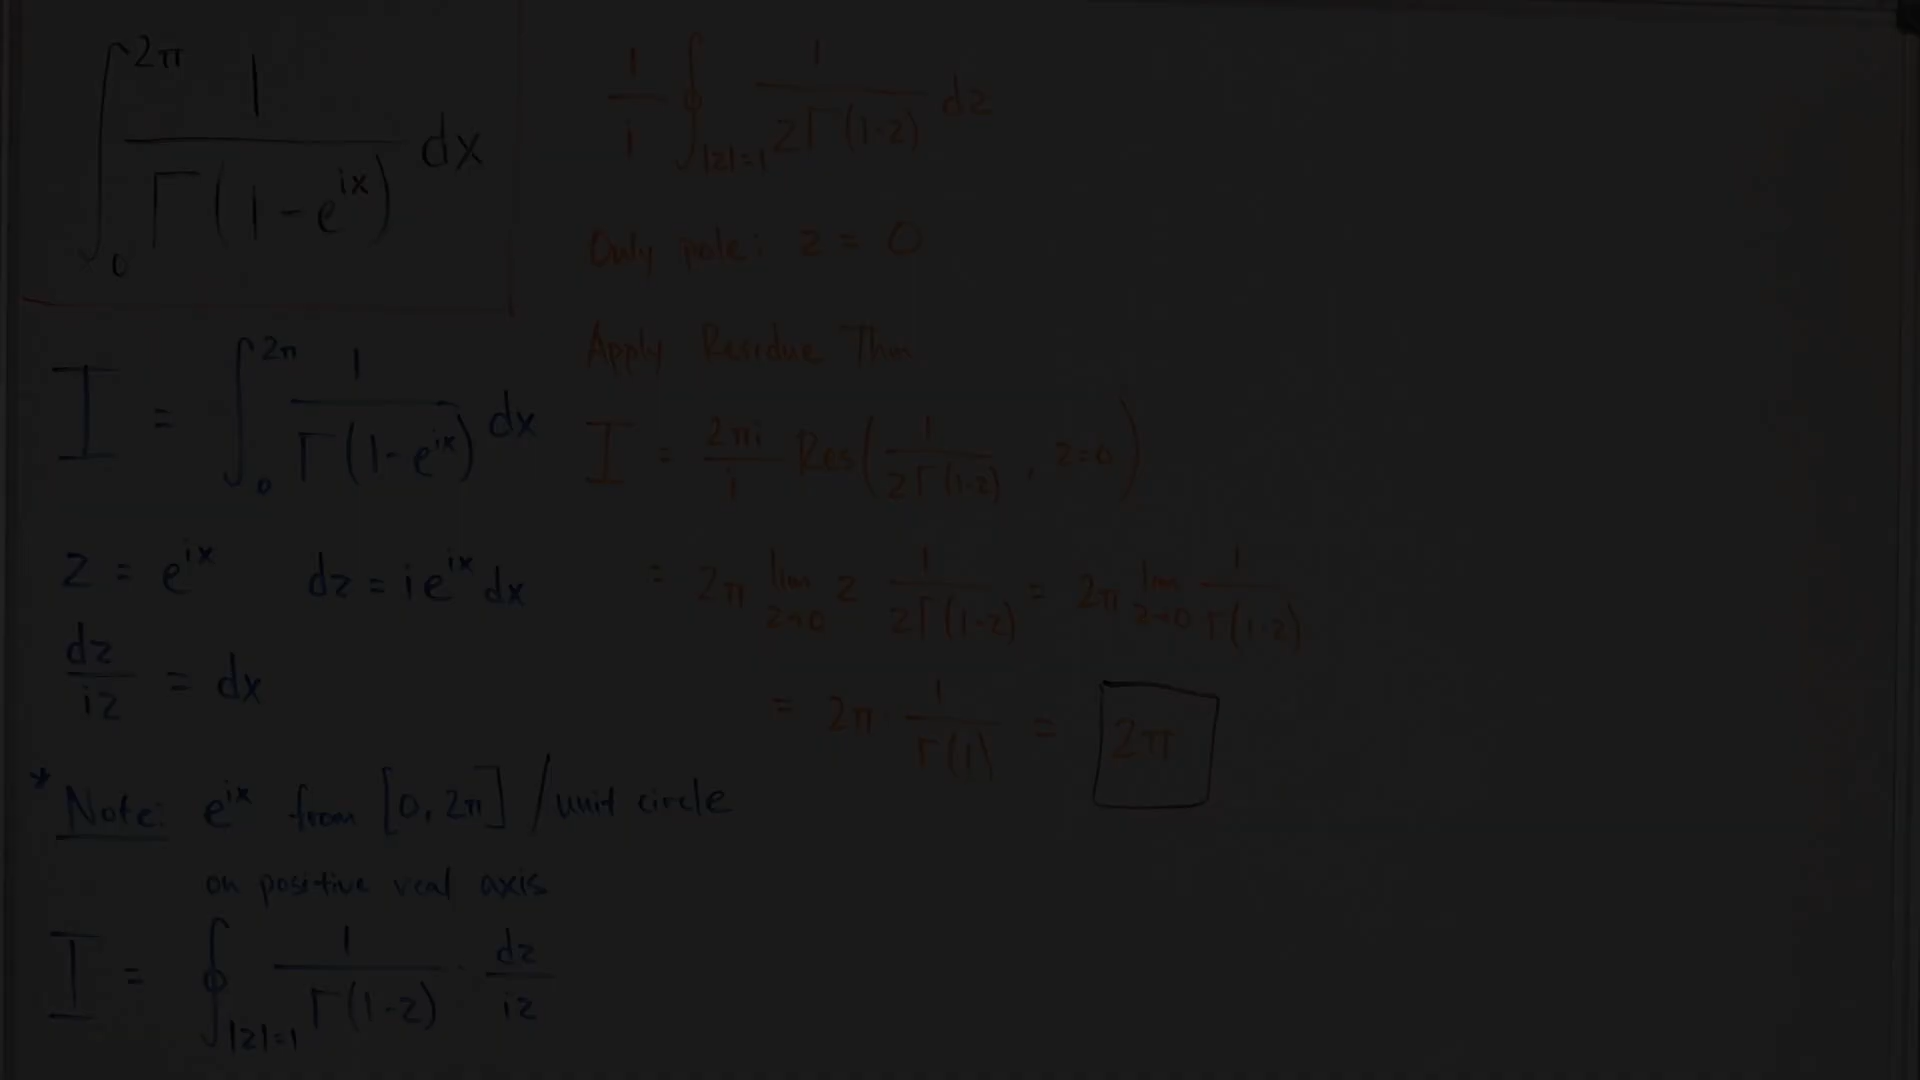 ∫₀^{2π} 1/Γ(1-e^{ix}) dx
I = ∫₀^{2π} 1/Γ(1-e^{ix}) dx
z = e^{ix} dz = ie^{ix}dx
dz/iz = dx
* Note: e^{ix} from [0, 2π] / unit circle
on positive real axis
I = ∮_{|z|=1} 1/Γ(1-z) · dz/iz
1/i ∮_{|z|=1} 1/zΓ(1-z) dz
Only pole: z = 0
Apply Residue Thm
I = 2πi/i Res(1/zΓ(1-z), z=0)
= 2π lim_{z→0} z 1/zΓ(1-z) = 2π lim_{z→0} 1/Γ(1-z)
= 2π · 1/Γ(1) = 2π